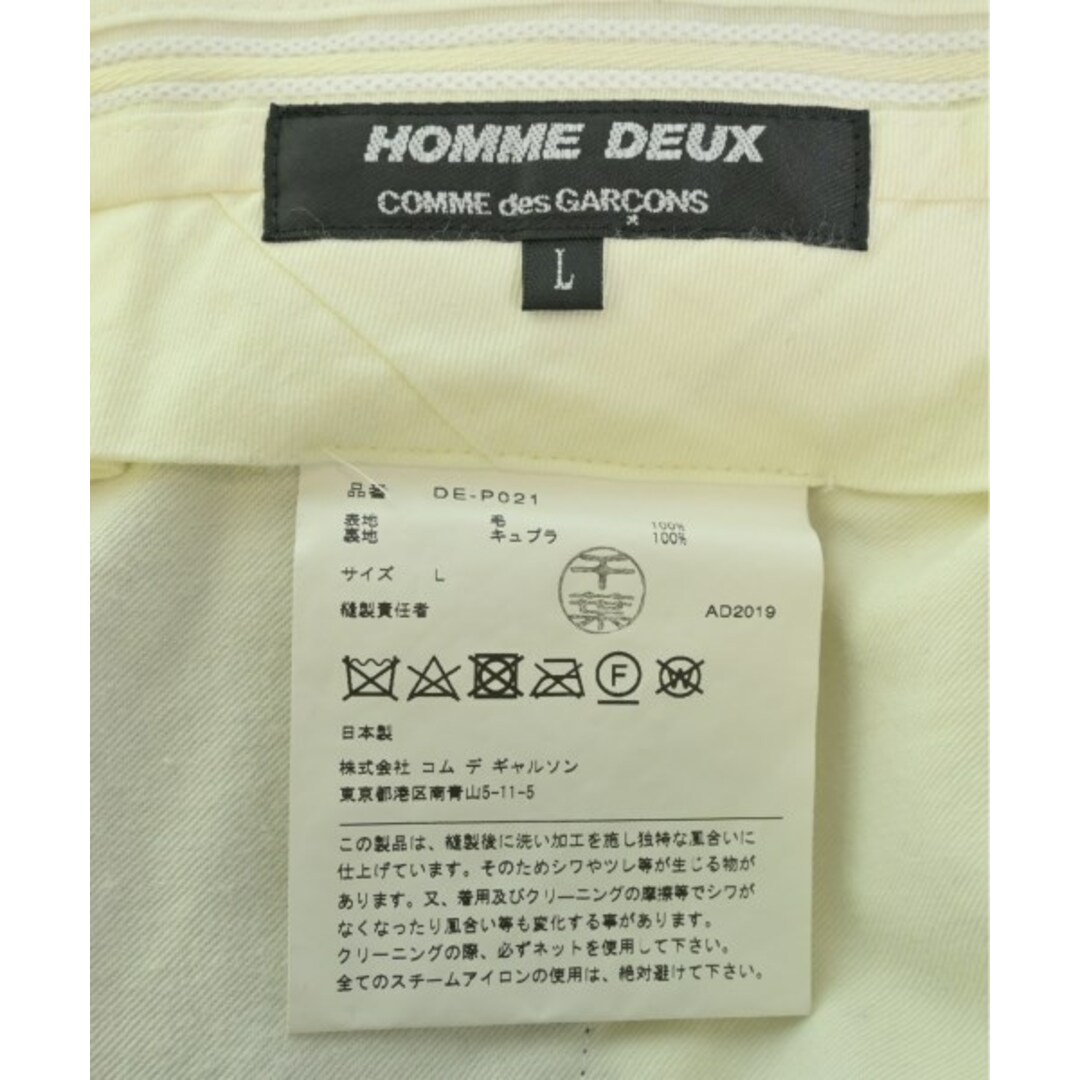 HOMME DEUX
COMME des GARÇONS
L
品番 DE-P021
表地 毛 100%
裏地 キュプラ 100%
サイズ L
千葉
縫製責任者 AD2019
F
W
日本製
株式会社 コム デ ギャルソン
東京都港区南青山5-11-5
この製品は、縫製後に洗い加工を施し独特な風合いに
仕上げています。そのためシワやツレ等が生じる物が
あります。又、着用及びクリーニングの摩擦等でシワが
なくなったり風合い等も変化する事があります。
クリーニングの際、必ずネットを使用して下さい。
全てのスチームアイロンの使用は、絶対避けて下さい。